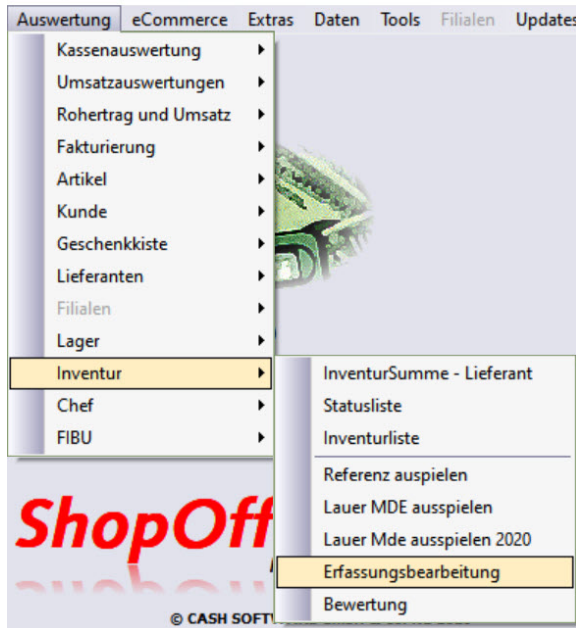 Auswertung eCommerce Extras Daten Tools Filialen Updates
Kassenauswertung
Umsatzauswertungen
Rohertrag und Umsatz
Fakturierung
Artikel
Kunde
Geschenkkiste
Lieferanten
Filialen
Lager
Inventur
Chef
FIBU
InventurSumme - Lieferant
Statusliste
Inventurliste
Referenz auspielen
Lauer MDE ausspielen
Lauer Mde ausspielen 2020
Erfassungsbearbeitung
Bewertung
ShopOff
© CASH SOFT